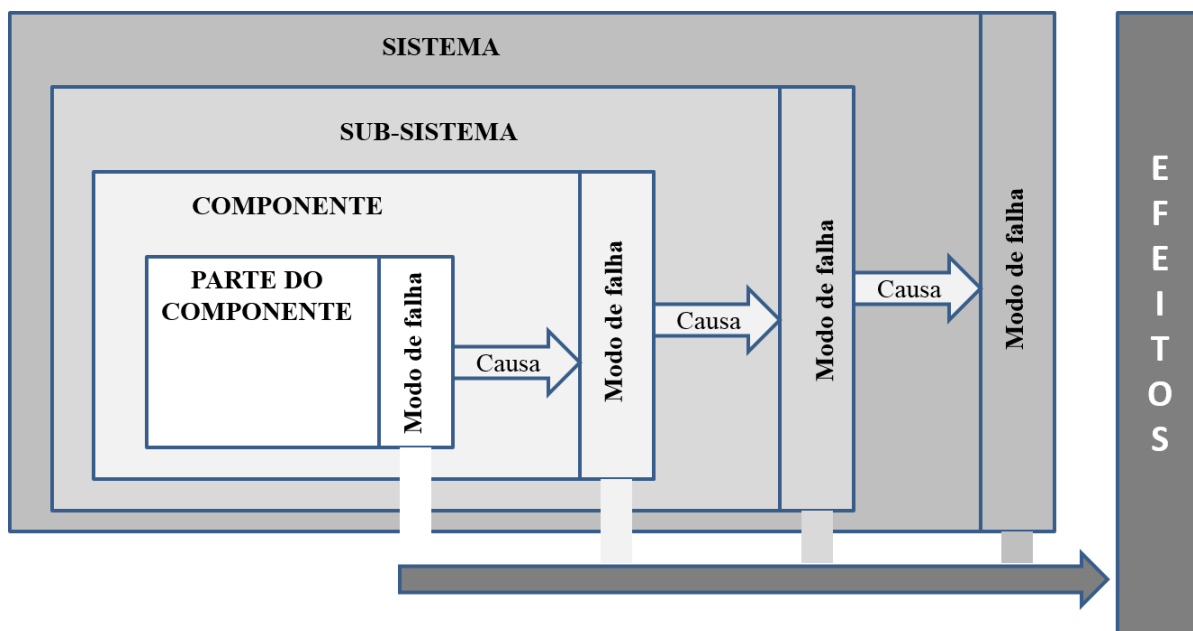 SISTEMA
SUB-SISTEMA
COMPONENTE
PARTE DO
COMPONENTE
Modo de falha
Causa
Modo de falha
Causa
Modo de falha
Causa
Modo de falha
EFEITOS